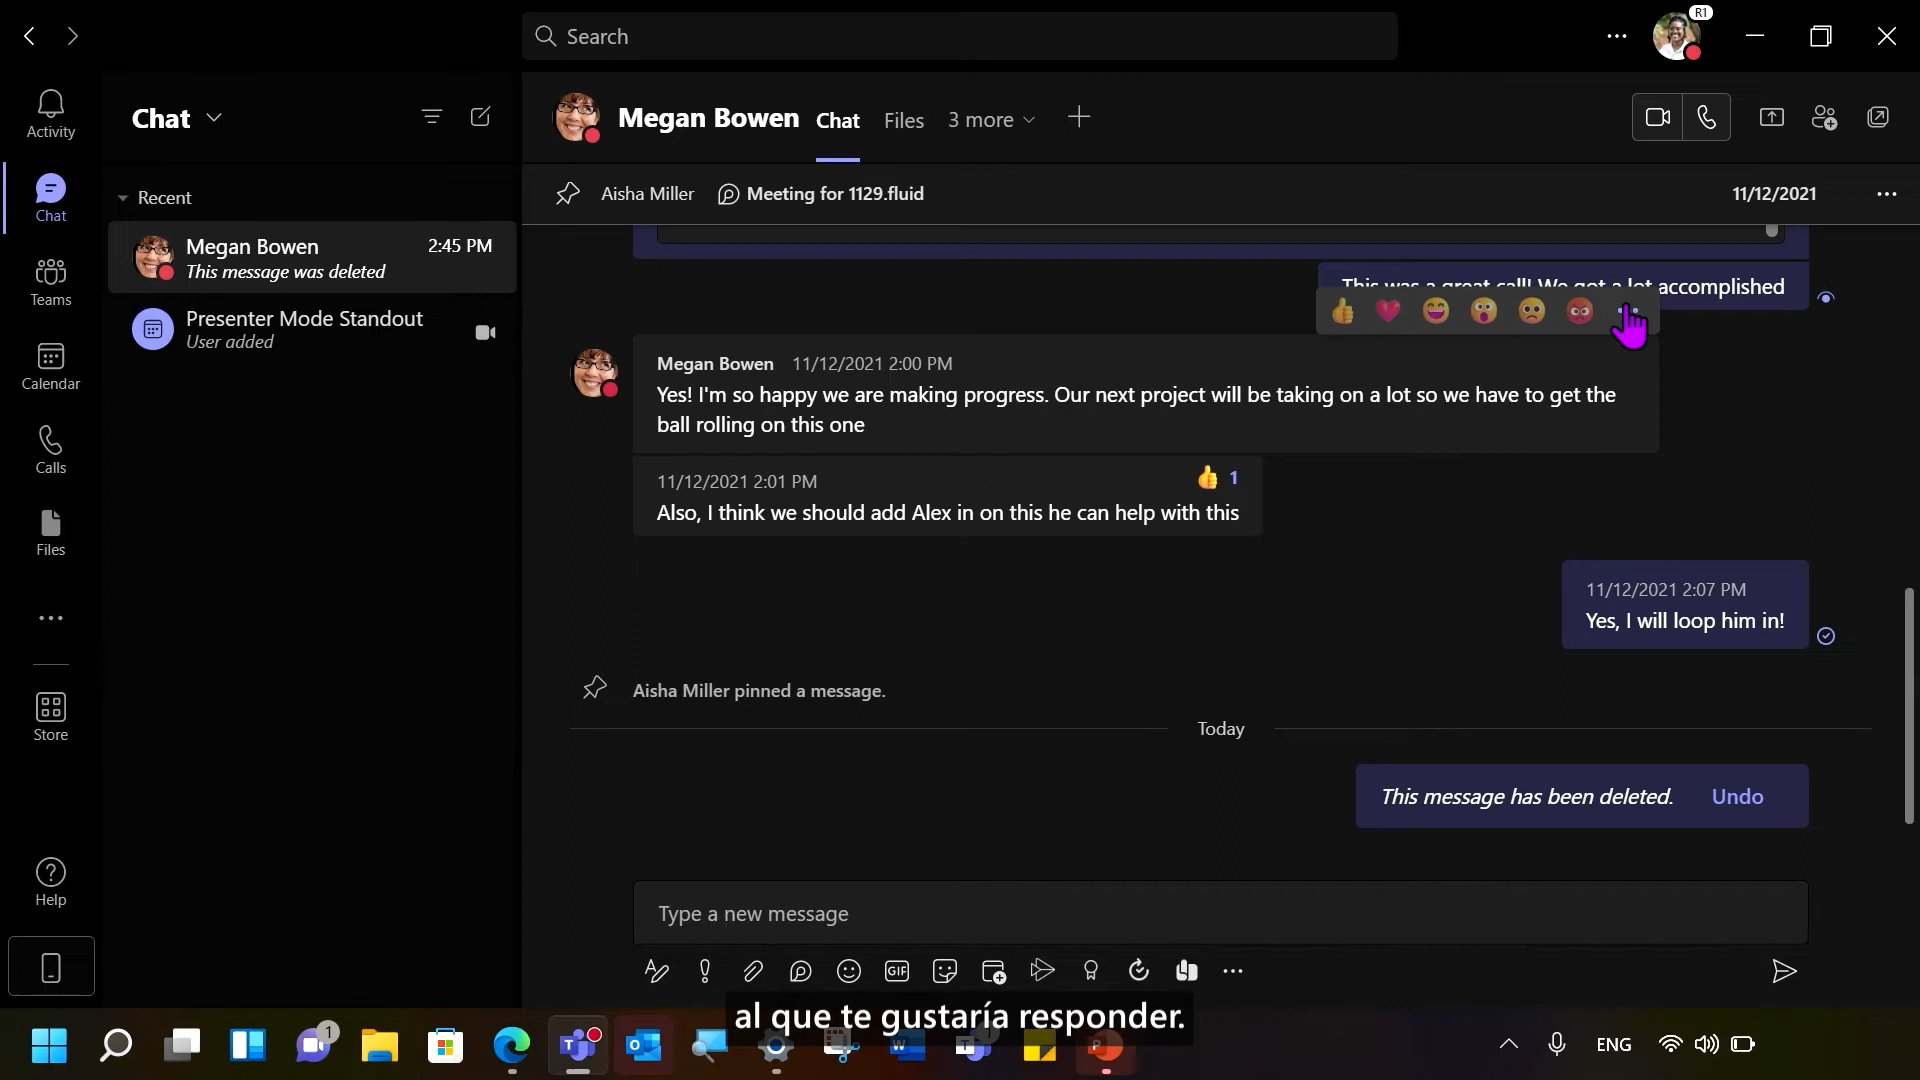 Search
R1
Activity
Chat
Teams
Calendar
Calls
Files
Store
Help
Chat
Recent
Megan Bowen 2:45 PM
This message was deleted
Presenter Mode Standout
User added
Megan Bowen Chat Files 3 more
Aisha Miller Meeting for 1129.fluid 11/12/2021
This was a great call! We got a lot accomplished
Megan Bowen 11/12/2021 2:00 PM
Yes! I'm so happy we are making progress. Our next project will be taking on a lot so we have to get the
ball rolling on this one
11/12/2021 2:01 PM 1
Also, I think we should add Alex in on this he can help with this
11/12/2021 2:07 PM
Yes, I will loop him in!
Aisha Miller pinned a message.
Today
This message has been deleted. Undo
Type a new message
GIF
al que te gustaría responder.
1
ENG